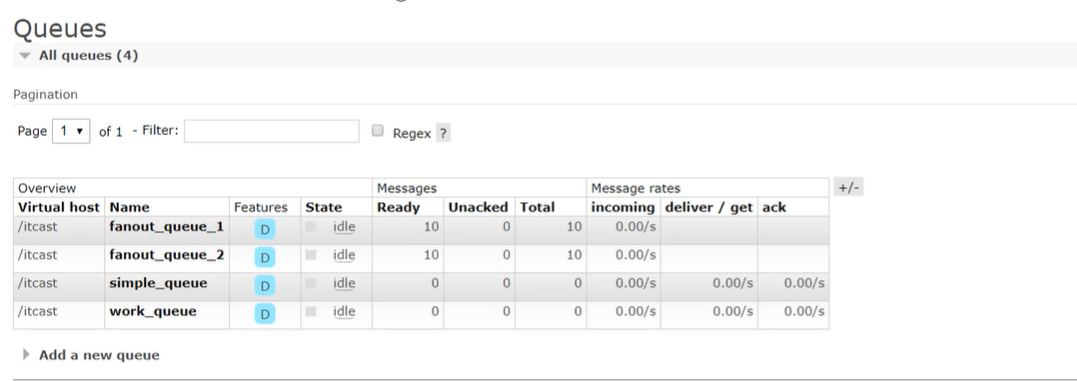 Queues
All queues (4)
Pagination
Page 1 of 1 - Filter: Regex ?
Overview Messages Message rates +/-
Virtual host Name Features State Ready Unacked Total incoming deliver / get ack
/itcast fanout_queue_1 D idle 10 0 10 0.00/s
/itcast fanout_queue_2 D idle 10 0 10 0.00/s
/itcast simple_queue D idle 0 0 0 0.00/s 0.00/s 0.00/s
/itcast work_queue D idle 0 0 0 0.00/s 0.00/s 0.00/s
Add a new queue